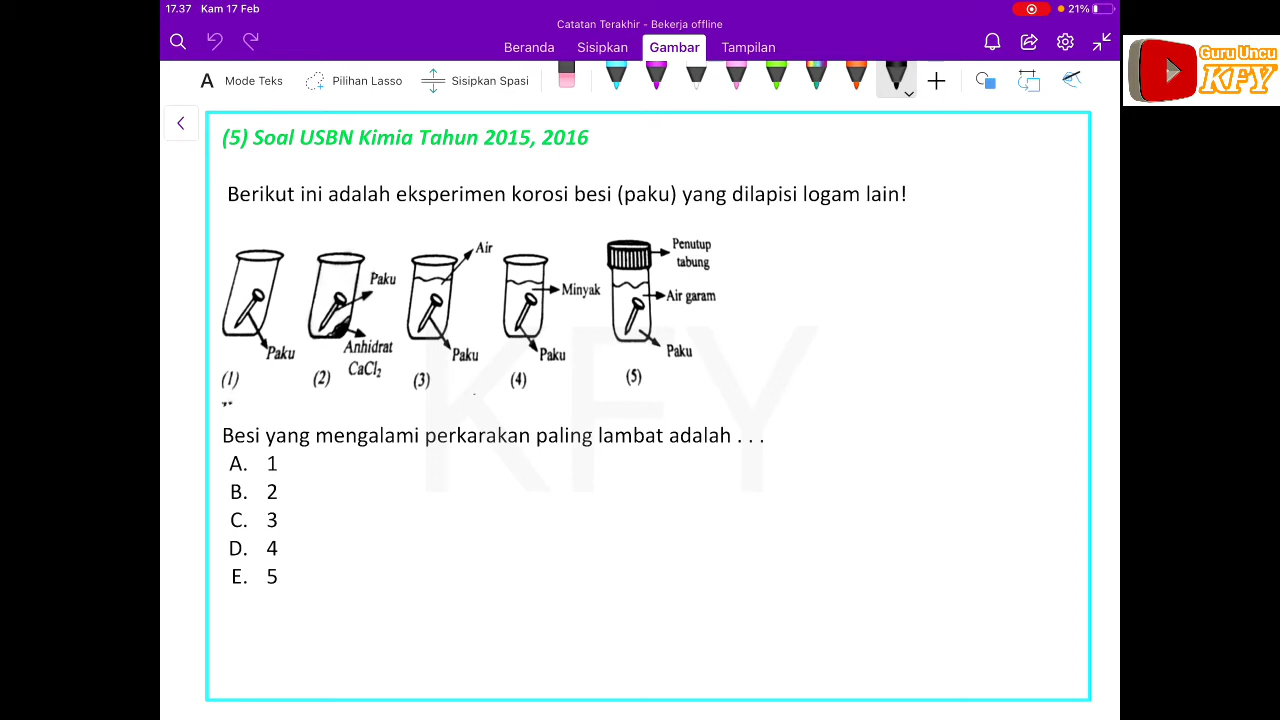 17.37 Kam 17 Feb
21%
Catatan Terakhir - Bekerja offline
Beranda Sisipkan Gambar Tampilan
A Mode Teks Pilihan Lasso Sisipkan Spasi
Guru Uncu
KFY
(5) Soal USBN Kimia Tahun 2015, 2016
Berikut ini adalah eksperimen korosi besi (paku) yang dilapisi logam lain!
Air
Penutup
tabung
Paku
Minyak
Air garam
Paku
Anhidrat
CaCl₂
Paku
Paku
Paku
(1) (2) (3) (4) (5)
KFY
Besi yang mengalami perkarakan paling lambat adalah . . .
A. 1
B. 2
C. 3
D. 4
E. 5